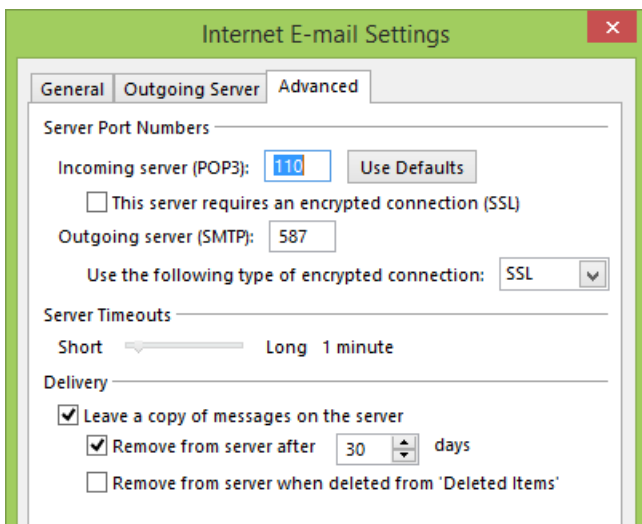 Internet E-mail Settings
General Outgoing Server Advanced
Server Port Numbers
Incoming server (POP3): 110 Use Defaults
This server requires an encrypted connection (SSL)
Outgoing server (SMTP): 587
Use the following type of encrypted connection: SSL
Server Timeouts
Short Long 1 minute
Delivery
Leave a copy of messages on the server
Remove from server after 30 days
Remove from server when deleted from 'Deleted Items'